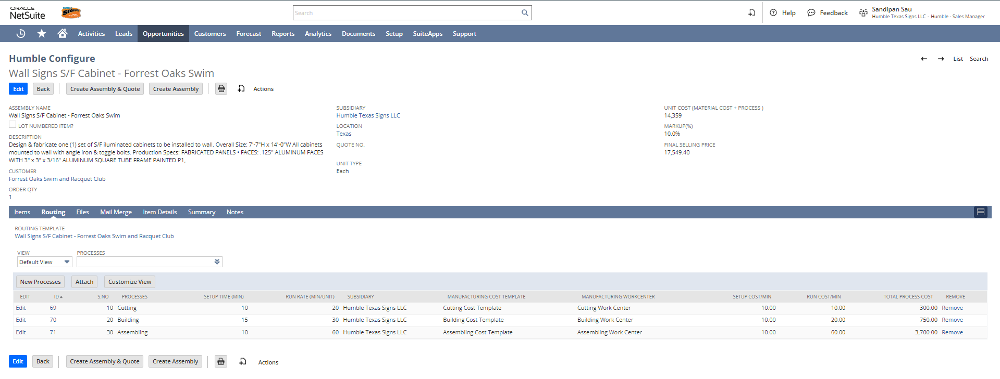 ORACLE
NetSuite
SIGNS
Search
Help
Feedback
Sandipan Sau
Humble Texas Signs LLC - Humble - Sales Manager
Activities Leads Opportunities Customers Forecast Reports Analytics Documents Setup SuiteApps Support
Humble Configure
List Search
Wall Signs S/F Cabinet - Forrest Oaks Swim
Edit Back Create Assembly & Quote Create Assembly Actions
ASSEMBLY NAME
Wall Signs S/F Cabinet - Forrest Oaks Swim
LOT NUMBERED ITEM?
DESCRIPTION
Design & fabricate one (1) set of S/F iluminated cabinets to be installed to wall. Overall Size: 7'-7"H x 14'-0"W All cabinets
mounted to wall with angle iron & toggle bolts. Production Specs: FABRICATED PANELS • FACES: .125" ALUMINUM FACES
WITH 3" x 3" x 3/16" ALUMINUM SQUARE TUBE FRAME PAINTED P1,
CUSTOMER
Forrest Oaks Swim and Racquet Club
ORDER QTY
1
SUBSIDIARY
Humble Texas Signs LLC
LOCATION
Texas
QUOTE NO.
UNIT TYPE
Each
UNIT COST (MATERIAL COST + PROCESS )
14,359
MARKUP(%)
10.0%
FINAL SELLING PRICE
17,549.40
Items Routing Files Mail Merge Item Details Summary Notes
ROUTING TEMPLATE
Wall Signs S/F Cabinet - Forrest Oaks Swim and Racquet Club
VIEW PROCESSES
Default View
New Processes Attach Customize View
EDIT ID S.NO PROCESSES SETUP TIME (MIN) RUN RATE (MIN/UNIT) SUBSIDIARY MANUFACTURING COST TEMPLATE MANUFACTURING WORKCENTER SETUP COST/MIN RUN COST/MIN TOTAL PROCESS COST REMOVE
Edit 69 10 Cutting 10 20 Humble Texas Signs LLC Cutting Cost Template Cutting Work Center 10.00 10.00 300.00 Remove
Edit 70 20 Building 15 30 Humble Texas Signs LLC Building Cost Template Building Work Center 10.00 20.00 750.00 Remove
Edit 71 30 Assembling 10 60 Humble Texas Signs LLC Assembling Cost Template Assembling Work Center 10.00 60.00 3,700.00 Remove
Edit Back Create Assembly & Quote Create Assembly Actions